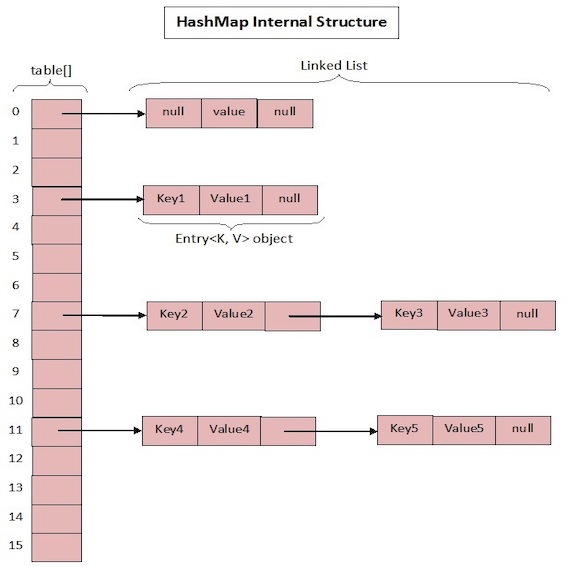 HashMap Internal Structure
Linked List
table[]
0
null value null
1
2
3
Key1 Value1 null
4
Entry<K, V> object
5
6
7
Key2 Value2
Key3 Value3 null
8
9
10
11
Key4 Value4
Key5 Value5 null
12
13
14
15